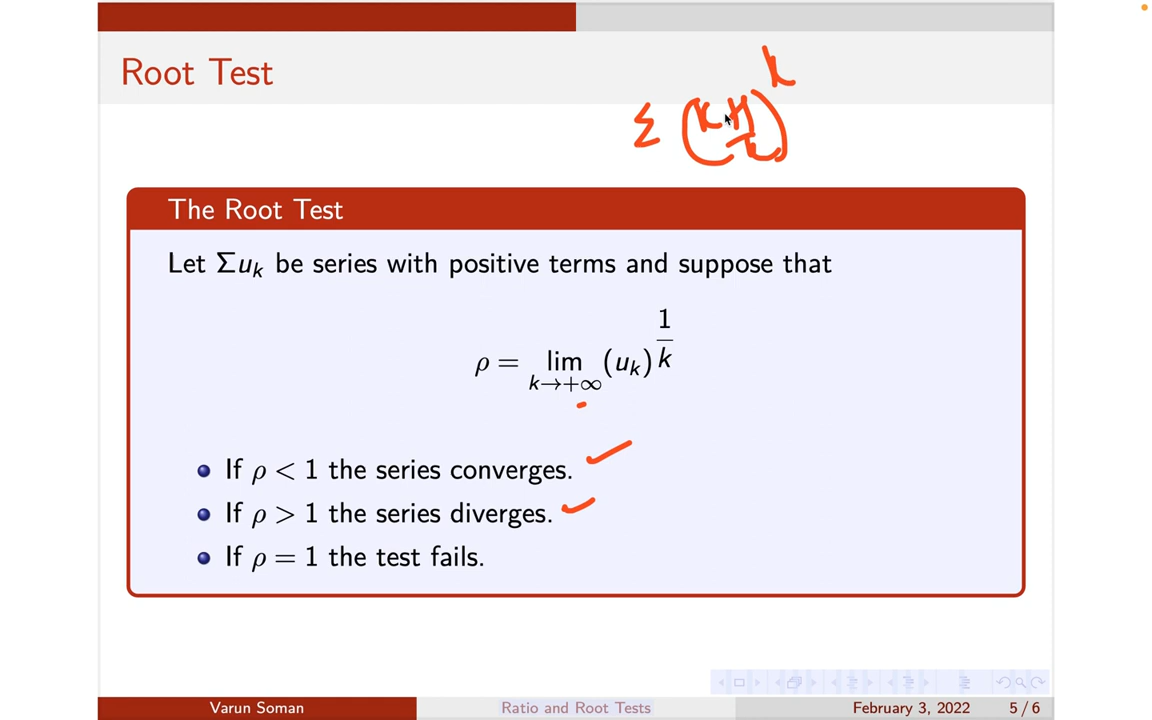 Root Test
Σ (k+1/k)^k
The Root Test
Let Σu_k be series with positive terms and suppose that
ρ = lim_{k→+∞} (u_k)^{1/k}
If ρ < 1 the series converges.
If ρ > 1 the series diverges.
If ρ = 1 the test fails.
Varun Soman Ratio and Root Tests February 3, 2022 5 / 6